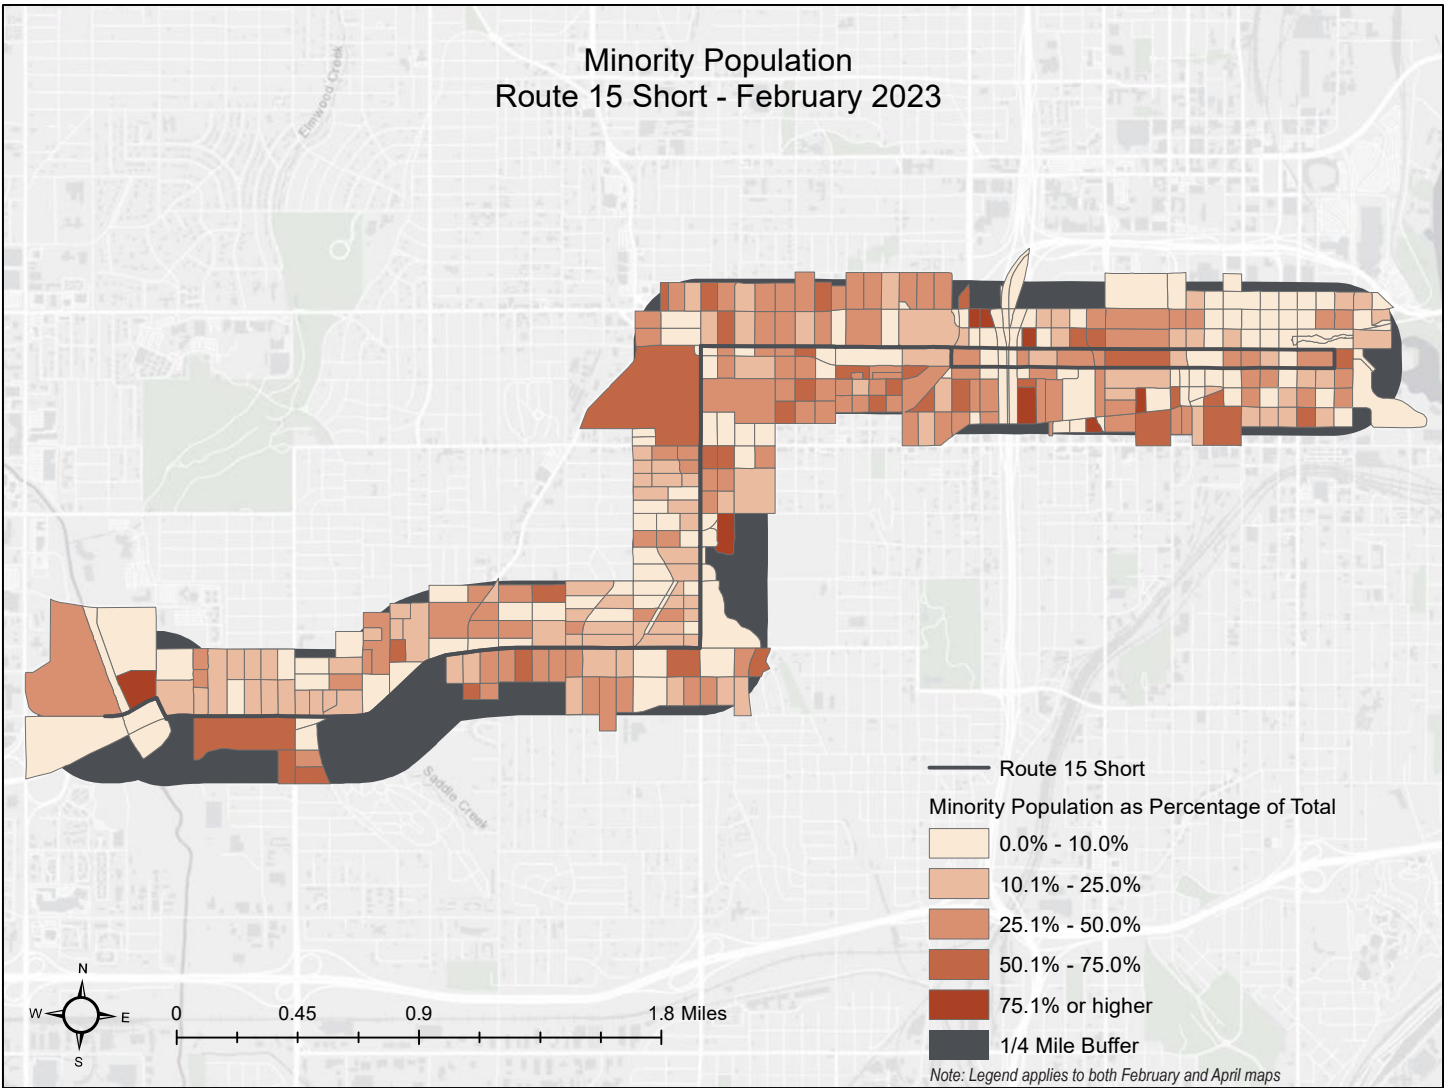 Minority Population
Route 15 Short - February 2023
Elmwood Creek
Saddle Creek
Route 15 Short
Minority Population as Percentage of Total
0.0% - 10.0%
10.1% - 25.0%
25.1% - 50.0%
50.1% - 75.0%
75.1% or higher
1/4 Mile Buffer
Note: Legend applies to both February and April maps
N
W
E
S
0 0.45 0.9 1.8 Miles